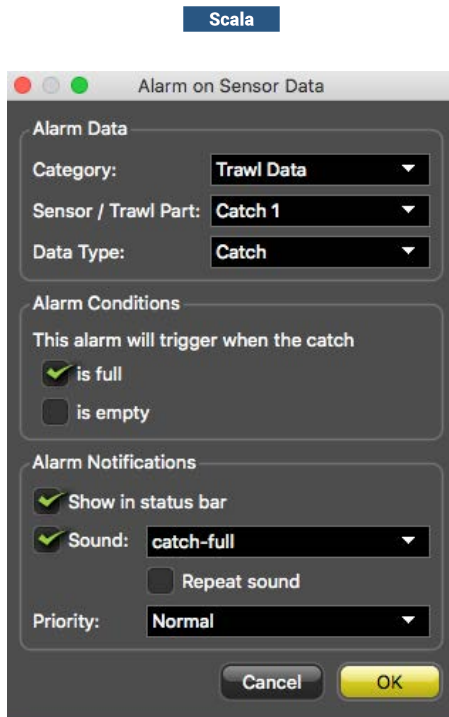 Scala
Alarm on Sensor Data
Alarm Data
Category: Trawl Data
Sensor / Trawl Part: Catch 1
Data Type: Catch
Alarm Conditions
This alarm will trigger when the catch
is full
is empty
Alarm Notifications
Show in status bar
Sound: catch-full
Repeat sound
Priority: Normal
Cancel OK